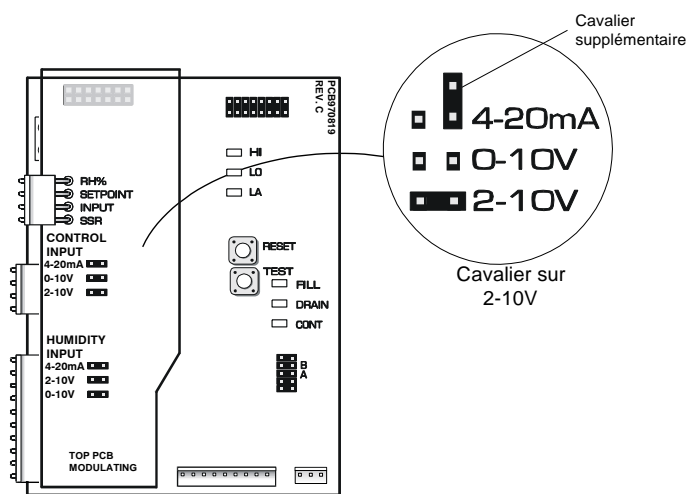 Cavalier
supplémentaire
4-20mA
0-10V
2-10V
Cavalier sur
2-10V
PCB970819
REV. C
HI
LO
LA
RH%
SETPOINT
INPUT
SSR
CONTROL
INPUT
4-20mA
0-10V
2-10V
RESET
TEST
FILL
DRAIN
CONT
HUMIDITY
INPUT
4-20mA
2-10V
0-10V
B
A
TOP PCB
MODULATING